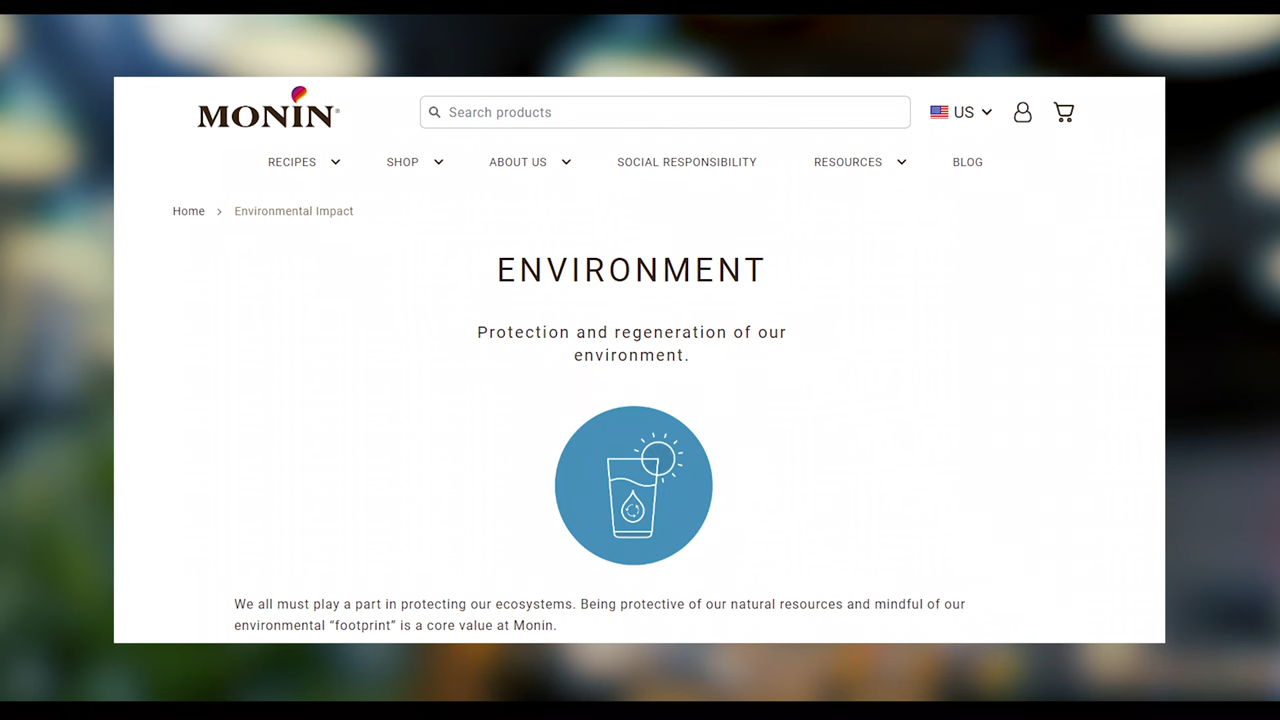 MONIN®
Search products
US
RECIPES
SHOP
ABOUT US
SOCIAL RESPONSIBILITY
RESOURCES
BLOG
Home > Environmental Impact
ENVIRONMENT
Protection and regeneration of our
environment.
We all must play a part in protecting our ecosystems. Being protective of our natural resources and mindful of our
environmental “footprint” is a core value at Monin.